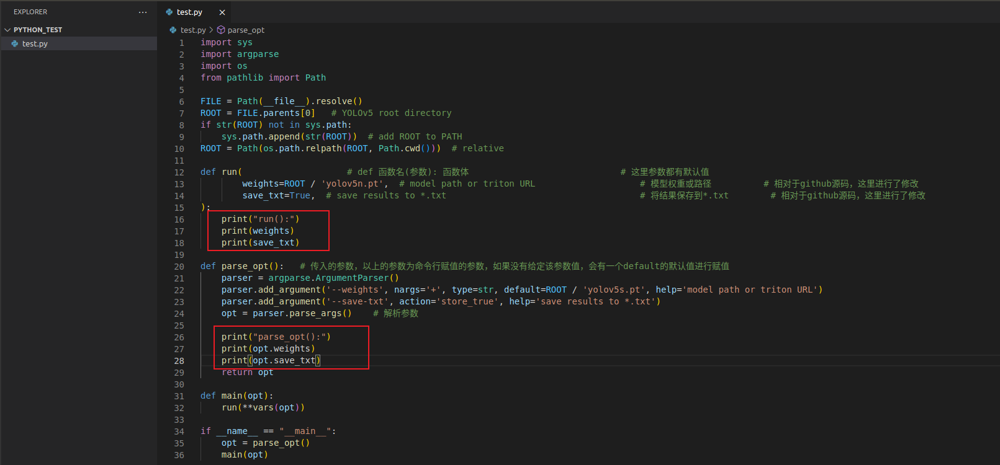 EXPLORER
PYTHON_TEST
test.py
test.py
test.py > parse_opt
1 import sys
2 import argparse
3 import os
4 from pathlib import Path
5
6 FILE = Path(__file__).resolve()
7 ROOT = FILE.parents[0]   # YOLOv5 root directory
8 if str(ROOT) not in sys.path:
9     sys.path.append(str(ROOT))  # add ROOT to PATH
10 ROOT = Path(os.path.relpath(ROOT, Path.cwd()))  # relative
11
12 def run(                    # def 函数名(参数): 函数体                             # 这里参数都有默认值
13         weights=ROOT / 'yolov5n.pt',  # model path or triton URL                    # 模型权重或路径          # 相对于github源码，这里进行了修改
14         save_txt=True,  # save results to *.txt                                     # 将结果保存到*.txt        # 相对于github源码，这里进行了修改
15 ):
16     print("run():")
17     print(weights)
18     print(save_txt)
19
20 def parse_opt():   # 传入的参数，以上的参数为命令行赋值的参数，如果没有给定该参数值，会有一个default的默认值进行赋值
21     parser = argparse.ArgumentParser()
22     parser.add_argument('--weights', nargs='+', type=str, default=ROOT / 'yolov5s.pt', help='model path or triton URL')
23     parser.add_argument('--save-txt', action='store_true', help='save results to *.txt')
24     opt = parser.parse_args()    # 解析参数
25
26     print("parse_opt():")
27     print(opt.weights)
28     print(opt.save_txt)
29     return opt
30
31 def main(opt):
32     run(**vars(opt))
33
34 if __name__ == "__main__":
35     opt = parse_opt()
36     main(opt)